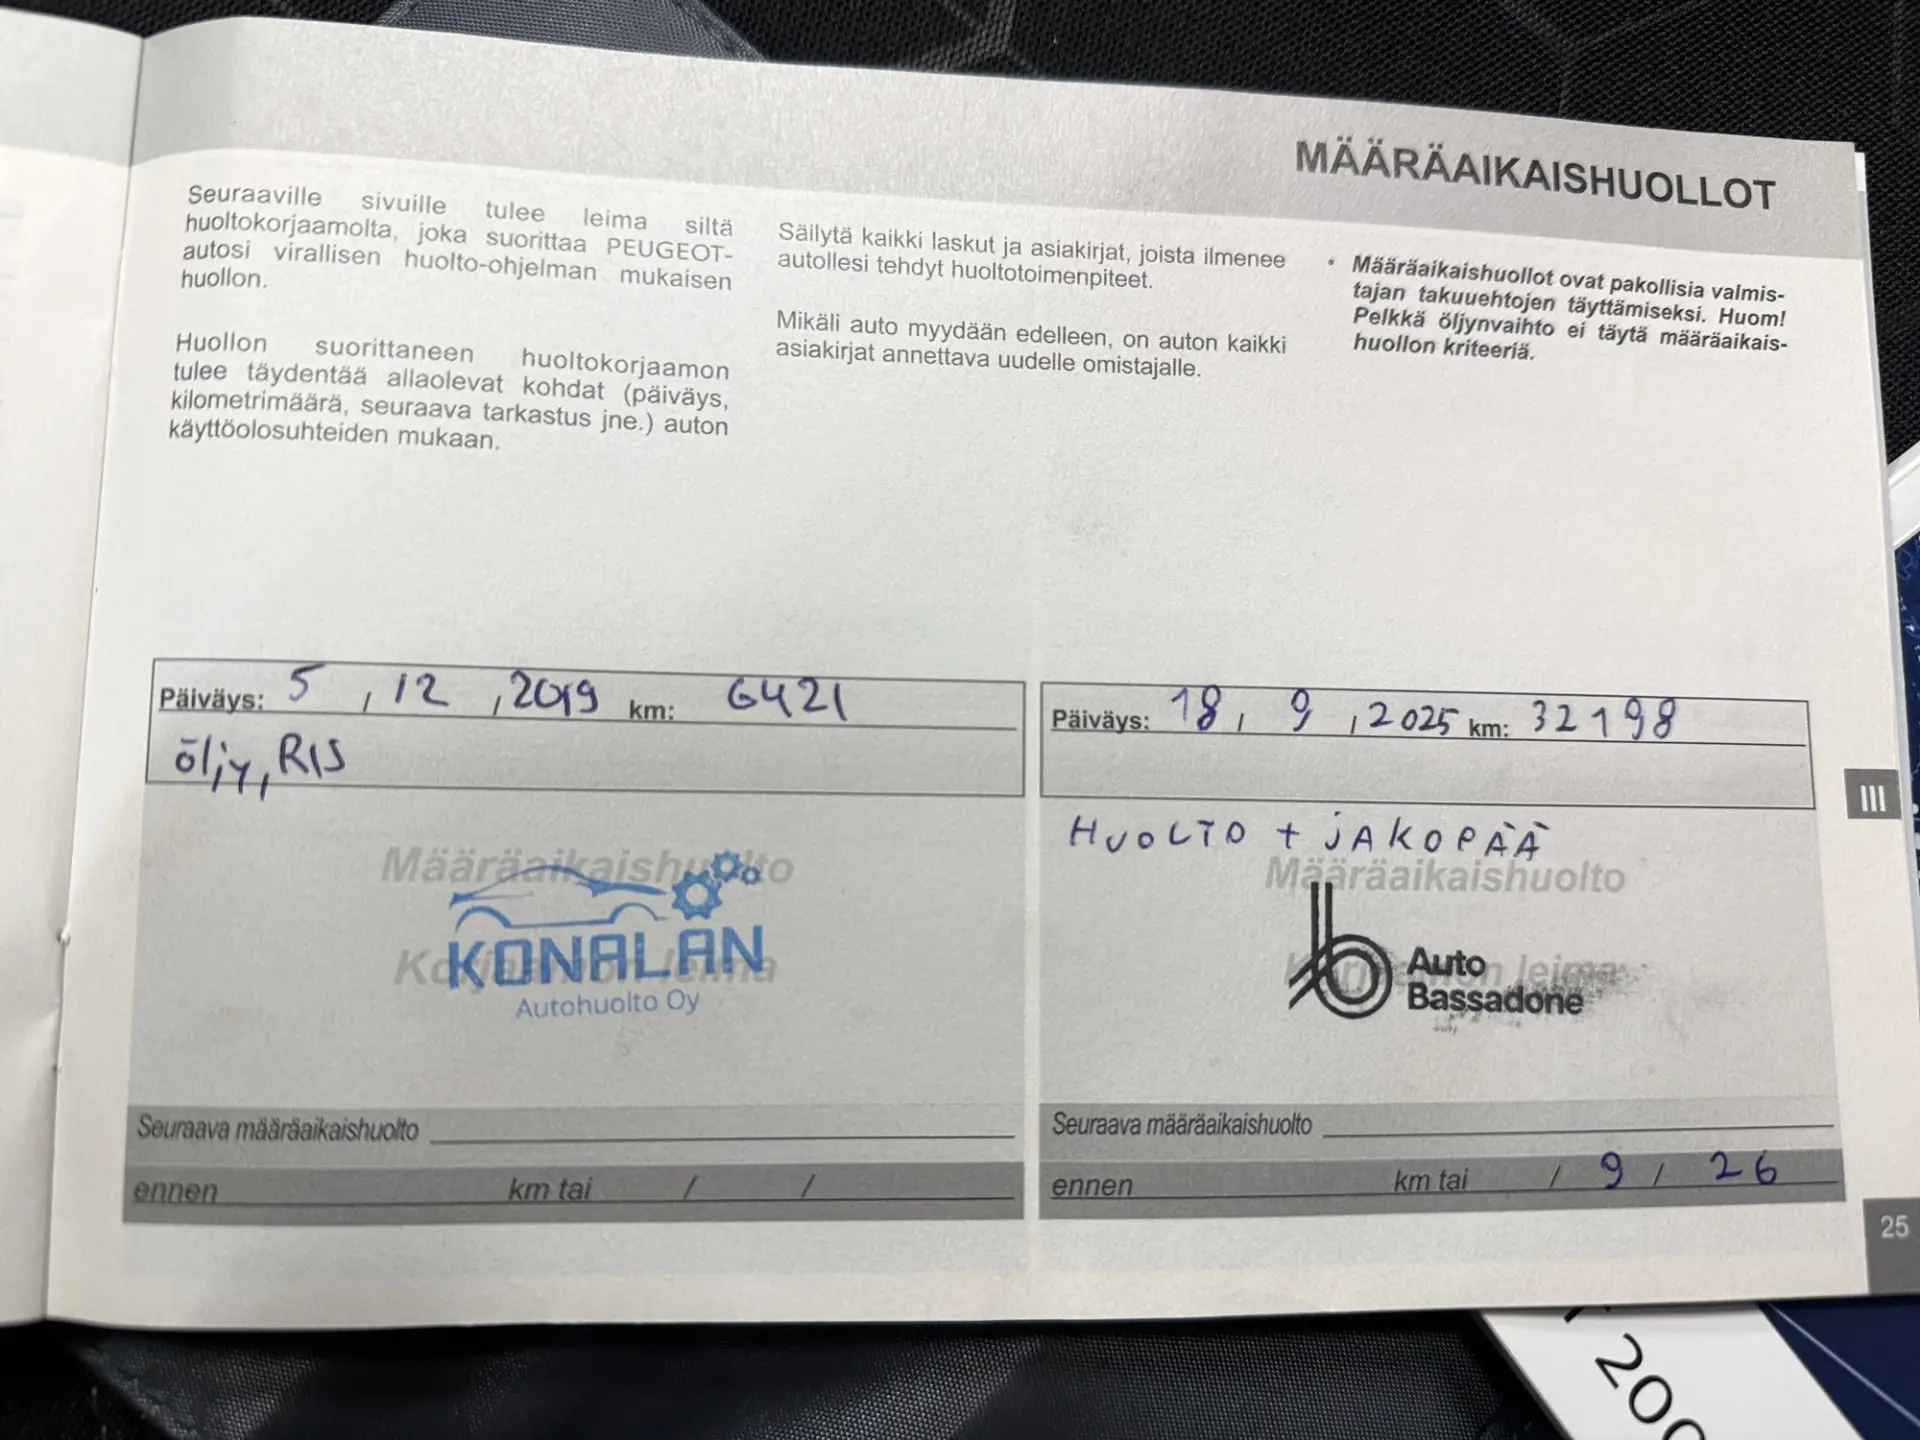 MÄÄRÄAIKAISHUOLLOT
Seuraaville sivuille tulee leima siltä
huoltokorjaamolta, joka suorittaa PEUGEOT-
autosi virallisen huolto-ohjelman mukaisen
huollon.
Huollon suorittaneen huoltokorjaamon
tulee täydentää allaolevat kohdat (päiväys,
kilometrimäärä, seuraava tarkastus jne.) auton
käyttöolosuhteiden mukaan.
Säilytä kaikki laskut ja asiakirjat, joista ilmenee
autollesi tehdyt huoltotoimenpiteet.
Mikäli auto myydään edelleen, on auton kaikki
asiakirjat annettava uudelle omistajalle.
• Määräaikaishuollot ovat pakollisia valmis-
tajan takuuehtojen täyttämiseksi. Huom!
Pelkkä öljynvaihto ei täytä määräaikais-
huollon kriteeriä.
Päiväys: 5 / 12 / 2019 km: 6421
öljy, RIS
Määräaikaishuolto
Korjaamon leima
KONALAN
Autohuolto Oy
Seuraava määräaikaishuolto
ennen km tai / /
Päiväys: 18 / 9 / 2025 km: 32198
HUOLTO + JAKOPÄÄ
Määräaikaishuolto
Korjaamon leima
Auto
Bassadone
Seuraava määräaikaishuolto
ennen km tai / 9 / 26
III
25
200